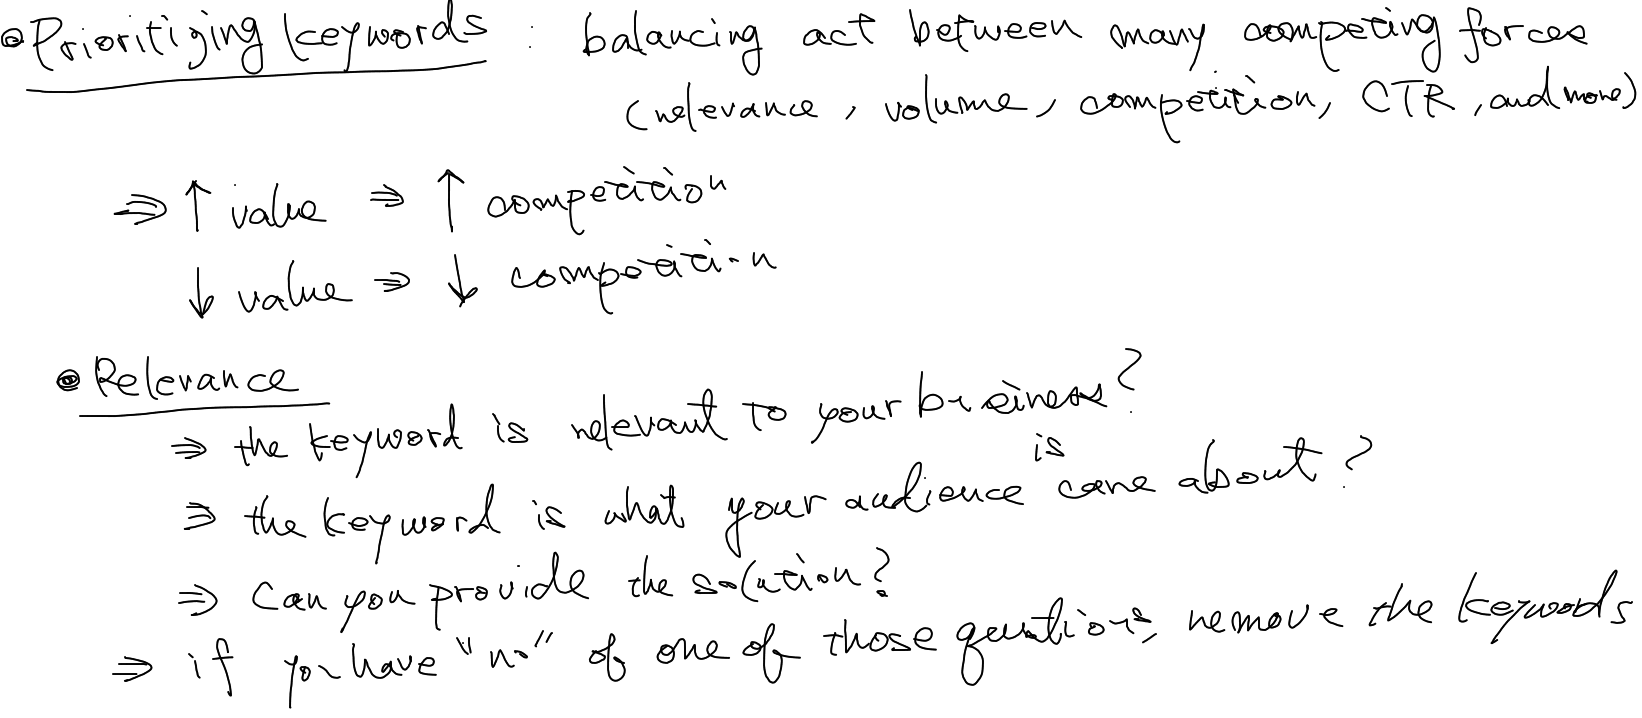 Prioritizing keywords : balancing act between many competing forces
(relevance, volume, competition, CTR, and more)
⇒ ↑ value ⇒ ↑ competition
↓ value ⇒ ↓ competition
Relevance
⇒ the keyword is relevant to your business?
⇒ the keyword is what your audience is care about?
⇒ Can you provide the solution?
⇒ if you have "no" of one of those questions, remove the keywords